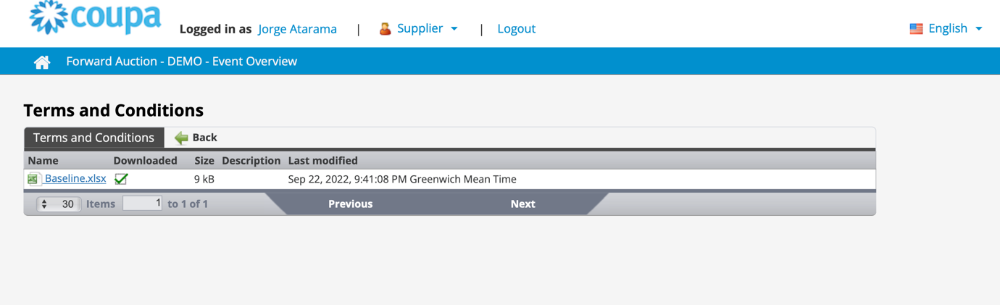 coupa
Logged in as Jorge Atarama | Supplier | Logout English
Forward Auction - DEMO - Event Overview
Terms and Conditions
Terms and Conditions Back
Name Downloaded Size Description Last modified
Baseline.xlsx 9 kB Sep 22, 2022, 9:41:08 PM Greenwich Mean Time
30 Items 1 to 1 of 1 Previous Next